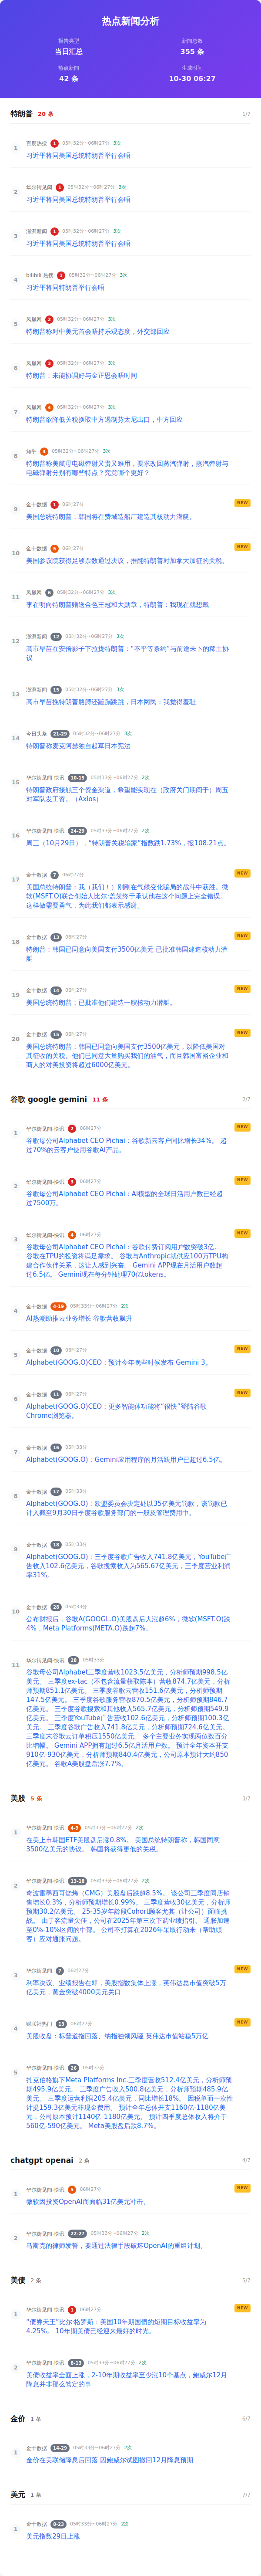 热点新闻分析
报告类型
新闻总数
当日汇总
355 条
热点新闻
生成时间
42 条
10-30 06:27
特朗普 20 条 1/7
1
百度热搜 1 05时32分~06时27分 3次
习近平将同美国总统特朗普举行会晤
2
华尔街见闻 1 05时32分~06时27分 3次
习近平将同美国总统特朗普举行会晤
3
澎湃新闻 1 05时32分~06时27分 3次
习近平将同美国总统特朗普举行会晤
4
bilibili 热搜 1 05时32分~06时27分 3次
习近平将同特朗普举行会晤
5
凤凰网 2 05时32分~06时27分 3次
特朗普称对中美元首会晤持乐观态度，外交部回应
6
凤凰网 3 05时32分~06时27分 3次
特朗普：未能协调好与金正恩会晤时间
7
凤凰网 4 05时32分~06时27分 3次
特朗普欲降低关税换取中方遏制芬太尼出口，中方回应
8
知乎 4 05时32分~06时27分 3次
特朗普称美航母电磁弹射又贵又难用，要求改回蒸汽弹射，蒸汽弹射与
电磁弹射分别有哪些特点？究竟哪个更好？
9
金十数据 1 06时27分 NEW
美国总统特朗普：韩国将在费城造船厂建造其核动力潜艇。
10
金十数据 5 06时27分 NEW
美国参议院获得足够票数通过决议，推翻特朗普对加拿大加征的关税。
11
凤凰网 6 05时32分~06时27分 3次
李在明向特朗普赠送金色王冠和大勋章，特朗普：我现在就想戴
12
澎湃新闻 12 05时32分~06时27分 3次
高市早苗在安倍影子下拉拢特朗普：“不平等条约”与前途未卜的稀土协
议
13
澎湃新闻 15 05时32分~06时27分 3次
高市早苗挽特朗普胳膊还蹦蹦跳跳，日本网民：我觉得羞耻
14
今日头条 21-29 05时32分~06时27分 3次
特朗普称麦克阿瑟独自起草日本宪法
15
华尔街见闻-快讯 10-15 05时33分~06时27分 2次
特朗普政府接触三个资金渠道，希望能实现在（政府关门期间于）周五
对军队发工资。（Axios）
16
华尔街见闻-快讯 24-29 05时33分~06时27分 2次
周三（10月29日），“特朗普关税输家”指数跌1.73%，报108.21点。
17
金十数据 7 06时27分 NEW
美国总统特朗普：我（我们！）刚刚在气候变化骗局的战斗中获胜。微
软(MSFT.O)联合创始人比尔·盖茨终于承认他在这个问题上完全错误。
这样做需要勇气，为此我们都表示感谢。
18
金十数据 13 06时27分 NEW
特朗普：韩国已同意向美国支付3500亿美元 已批准韩国建造核动力潜
艇
19
金十数据 14 06时27分 NEW
美国总统特朗普：已批准他们建造一艘核动力潜艇。
20
金十数据 15 06时27分 NEW
美国总统特朗普：韩国已同意向美国支付3500亿美元，以降低美国对
其征收的关税。他们已同意大量购买我们的油气，而且韩国富裕企业和
商人的对美投资将超过6000亿美元。
谷歌 google gemini 11 条 2/7
1
华尔街见闻-快讯 2 06时27分 NEW
谷歌母公司Alphabet CEO Pichai：谷歌新云客户同比增长34%。 超
过70%的云客户使用谷歌AI产品。
2
华尔街见闻-快讯 3 06时27分 NEW
谷歌母公司Alphabet CEO Pichai：AI模型的全球日活用户数已经超
过7500万。
3
华尔街见闻-快讯 4 06时27分 NEW
谷歌母公司Alphabet CEO Pichai：谷歌付费订阅用户数突破3亿。
谷歌在TPU的投资将满足需求。 谷歌与Anthropic就供应100万TPU构
建合作伙伴关系，这让人感到兴奋。 Gemini APP现在月活用户数超
过6.5亿。 Gemini现在每分钟处理70亿tokens。
4
金十数据 4-19 05时33分~06时27分 2次
AI热潮助推云业务增长 谷歌营收飙升
5
金十数据 10 06时27分 NEW
Alphabet(GOOG.O)CEO：预计今年晚些时候发布 Gemini 3。
6
金十数据 11 06时27分 NEW
Alphabet(GOOG.O)CEO：更多智能体功能将“很快”登陆谷歌
Chrome浏览器。
7
金十数据 16 05时33分
Alphabet(GOOG.O)：Gemini应用程序的月活跃用户已超过6.5亿。
8
金十数据 17 05时33分
Alphabet(GOOG.O)：欧盟委员会决定处以35亿美元罚款，该罚款已
计入截至9月30日季度谷歌服务部门的一般及管理费用中。
9
金十数据 18 05时33分
Alphabet(GOOG.O)：三季度谷歌广告收入741.8亿美元，YouTube广
告收入102.6亿美元，谷歌搜索收入为565.67亿美元，三季度营业利润
率31%。
10
金十数据 28 05时33分
公布财报后，谷歌A(GOOGL.O)美股盘后大涨超6%，微软(MSFT.O)跌
4%，Meta Platforms(META.O)跌超7%。
11
华尔街见闻-快讯 28 05时33分
谷歌母公司Alphabet三季度营收1023.5亿美元，分析师预期998.5亿
美元。 三季度ex-tac（不包含流量获取陈本）营收874.7亿美元，分析
师预期851.1亿美元。 三季度谷歌云营收151.6亿美元，分析师预期
147.5亿美元。 三季度谷歌服务营收870.5亿美元，分析师预期846.7
亿美元。 三季度谷歌搜索和其他收入565.7亿美元，分析师预期549.9
亿美元。 三季度YouTube广告营收102.6亿美元，分析师预期100.3亿
美元。 三季度谷歌广告收入741.8亿美元，分析师预期724.6亿美元。
三季度末谷歌云订单积压1550亿美元。 多个主要业务实现两位数百分
比增幅。 Gemini APP拥有超过6.5亿月活用户数。 预计全年资本开支
910亿-930亿美元，分析师预期840.4亿美元，公司原本预计大约850
亿美元。 谷歌A美股盘后涨7.7%。
美股 5 条 3/7
1
华尔街见闻-快讯 4-9 05时33分~06时27分 2次
在美上市韩国ETF美股盘后涨0.8%。 美国总统特朗普称，韩国同意
3500亿美元的协议。 韩国将获得更低的关税。
2
华尔街见闻-快讯 13-18 05时33分~06时27分 2次
奇波雷墨西哥烧烤（CMG）美股盘后跌超8.5%。 该公司三季度同店销
售增长0.3%，分析师预期增长0.99%。 三季度营收30亿美元，分析师
预期30.2亿美元。 25-35岁年龄段Cohort顾客尤其（让公司）面临挑
战。 由于客流量欠佳，公司在2025年第三次下调业绩指引。 通胀加速
至0%-10%区间的中部。 公司不打算在2026年采取行动来（帮助顾
客）应对通胀问题。
3
华尔街见闻 7 06时27分 NEW
利率决议、业绩报告在即，美股指数集体上涨，英伟达总市值突破5万
亿美元，黄金突破4000美元关口
4
财联社热门 13 06时27分 NEW
美股收盘：标普道指回落、纳指独领风骚 英伟达市值站稳5万亿
5
华尔街见闻-快讯 26 05时33分
扎克伯格旗下Meta Platforms Inc.三季度营收512.4亿美元，分析师预
期495.9亿美元。 三季度广告收入500.8亿美元，分析师预期485.9亿
美元。 三季度运营利润205.4亿美元，同比增长18%。 因税单而一次性
计提159.3亿美元非现金费用。 预计全年总体开支1160亿-1180亿美
元，公司原本预计1140亿-1180亿美元。 预计四季度总体收入将介于
560亿-590亿美元。 Meta美股盘后跌8.7%。
chatgpt openai 2 条 4/7
1
华尔街见闻-快讯 5 06时27分 NEW
微软因投资OpenAI而面临31亿美元冲击。
2
华尔街见闻-快讯 22-27 05时33分~06时27分 2次
马斯克的律师发誓，要通过法律手段破坏OpenAI的重组计划。
美债 2 条 5/7
1
华尔街见闻-快讯 1 06时27分 NEW
“债券天王”比尔·格罗斯：美国10年期国债的短期目标收益率为
4.25%。 10年期美债已经迎来最好的时光。
2
华尔街见闻-快讯 8-13 05时33分~06时27分 2次
美债收益率全面上涨，2-10年期收益率至少涨10个基点，鲍威尔12月
降息并非那么笃定的事
金价 1 条 6/7
1
金十数据 14-29 05时33分~06时27分 2次
金价在美联储降息后回落 因鲍威尔试图撤回12月降息预期
美元 1 条 7/7
1
金十数据 8-23 05时33分~06时27分 2次
美元指数29日上涨